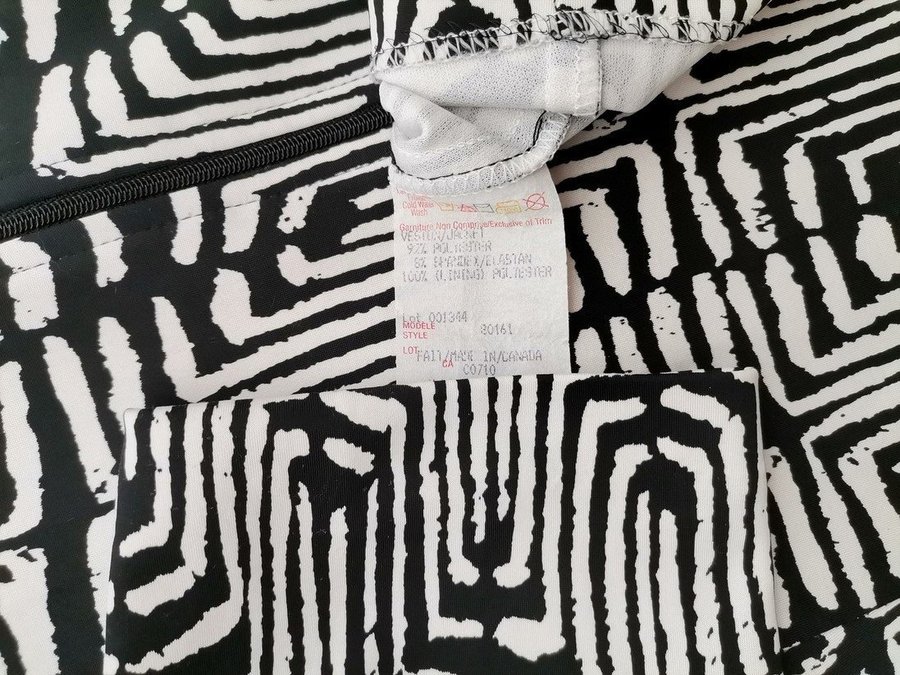 Cold Water
Wash
Garniture Non Comprise/Exclusive of Trim
VESTON/JACKET
92% POLYESTER
8% SPANDEX/ELASTAN
100% (LINING) POLYESTER
Lot 001344
MODELE
STYLE 80161
LOT FAIT/MADE IN/CANADA
CA C0710